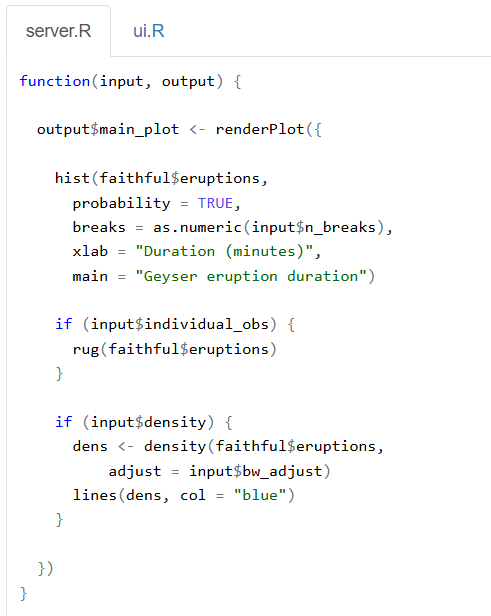 server.R ui.R
function(input, output) {
output$main_plot <- renderPlot({
hist(faithful$eruptions,
probability = TRUE,
breaks = as.numeric(input$n_breaks),
xlab = "Duration (minutes)",
main = "Geyser eruption duration")
if (input$individual_obs) {
rug(faithful$eruptions)
}
if (input$density) {
dens <- density(faithful$eruptions,
adjust = input$bw_adjust)
lines(dens, col = "blue")
}
})
}